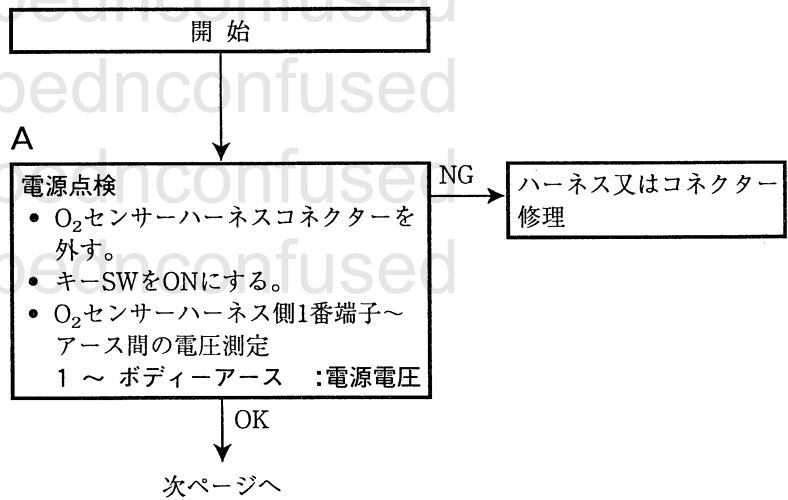 bednconfused
開 始
bednconfused
A
bednconfused
電源点検
• O₂センサーハーネスコネクターを
外す。
• キーSWをONにする。
• O₂センサーハーネス側1番端子～
アース間の電圧測定
1 ～ ボディーアース :電源電圧
NG
ハーネス又はコネクター
修理
bednconfused
OK
次ページへ